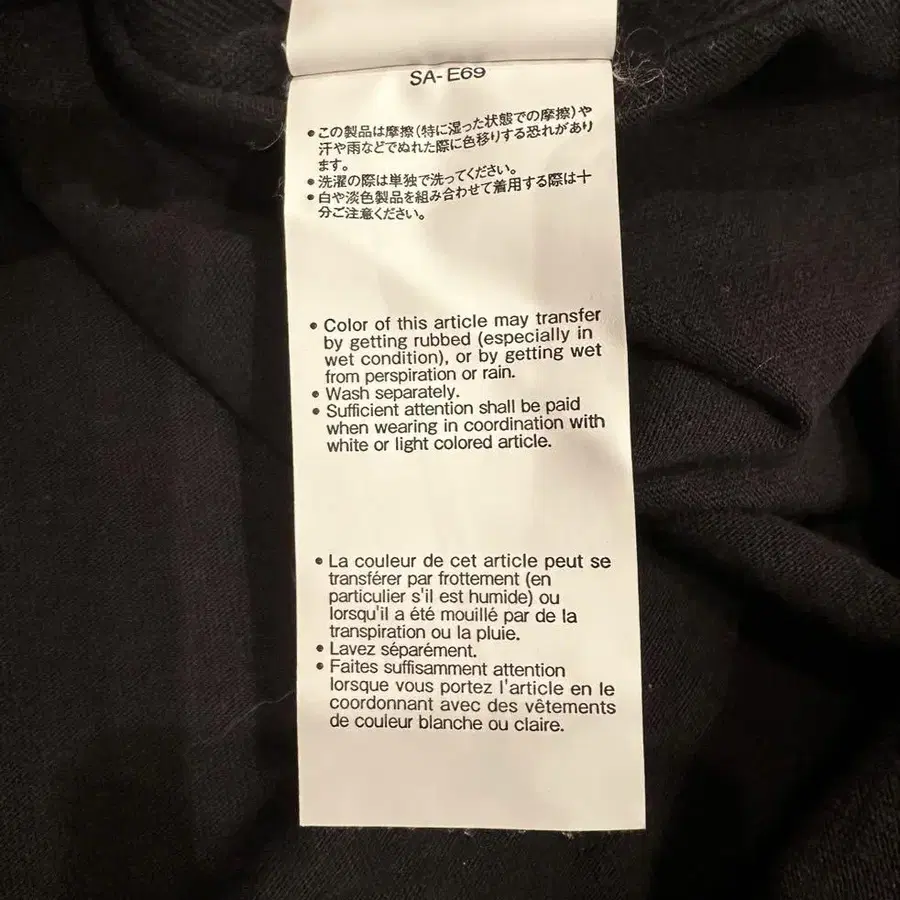 SA-E69
•この製品は摩擦(特に湿った状態での摩擦)や
汗や雨などでぬれた際に色移りする恐れがあり
ます。
•洗濯の際は単独で洗ってください。
•白や淡色製品を組み合わせて着用する際は十
分ご注意ください。
•Color of this article may transfer
by getting rubbed (especially in
wet condition), or by getting wet
from perspiration or rain.
•Wash separately.
•Sufficient attention shall be paid
when wearing in coordination with
white or light colored article.
•La couleur de cet article peut se
transférer par frottement (en
particulier s'il est humide) ou
lorsqu'il a été mouillé par de la
transpiration ou la pluie.
•Lavez séparément.
•Faites suffisamment attention
lorsque vous portez l'article en le
coordonnant avec des vêtements
de couleur blanche ou claire.